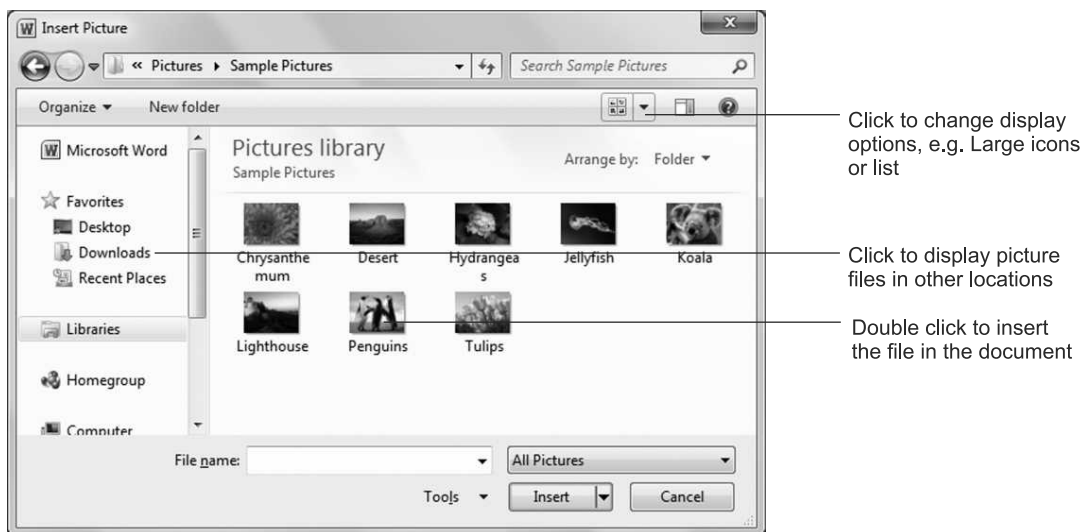 Insert Picture
X
« Pictures ▸ Sample Pictures
Search Sample Pictures
Organize
New folder
Click to change display
options, e.g. Large icons
or list
Microsoft Word
Pictures library
Sample Pictures
Arrange by: Folder
Favorites
Desktop
Downloads
Recent Places
Chrysanthe
mum
Desert
Hydrangea
s
Jellyfish
Koala
Click to display picture
files in other locations
Libraries
Lighthouse
Penguins
Tulips
Double click to insert
the file in the document
Homegroup
Computer
File name:
All Pictures
Tools
Insert
Cancel